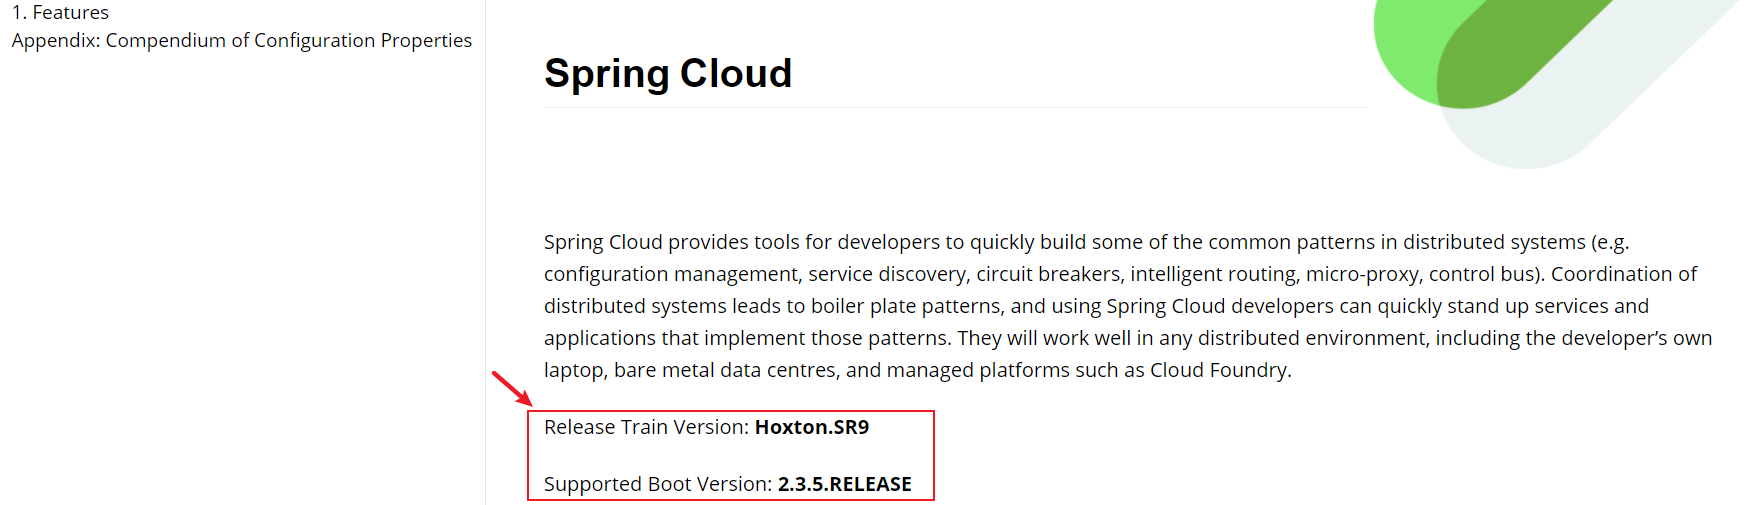 1. Features
Appendix: Compendium of Configuration Properties
Spring Cloud
Spring Cloud provides tools for developers to quickly build some of the common patterns in distributed systems (e.g.
configuration management, service discovery, circuit breakers, intelligent routing, micro-proxy, control bus). Coordination of
distributed systems leads to boiler plate patterns, and using Spring Cloud developers can quickly stand up services and
applications that implement those patterns. They will work well in any distributed environment, including the developer’s own
laptop, bare metal data centres, and managed platforms such as Cloud Foundry.
Release Train Version: Hoxton.SR9
Supported Boot Version: 2.3.5.RELEASE